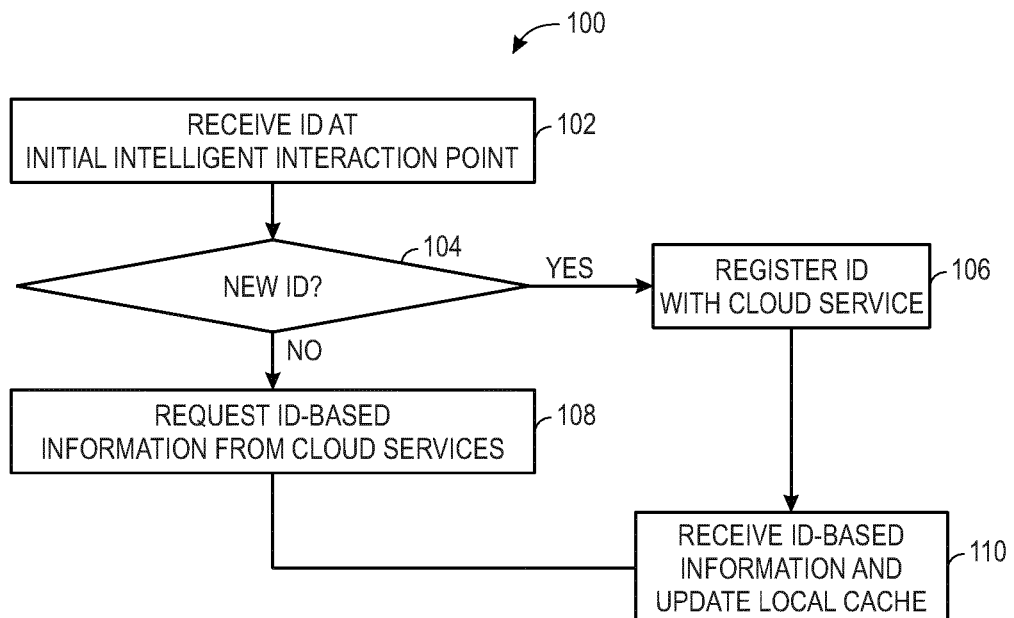 100
RECEIVE ID AT
INITIAL INTELLIGENT INTERACTION POINT
102
104
NEW ID?
YES
REGISTER ID
WITH CLOUD SERVICE
106
NO
REQUEST ID-BASED
INFORMATION FROM CLOUD SERVICES
108
RECEIVE ID-BASED
INFORMATION AND
UPDATE LOCAL CACHE
110